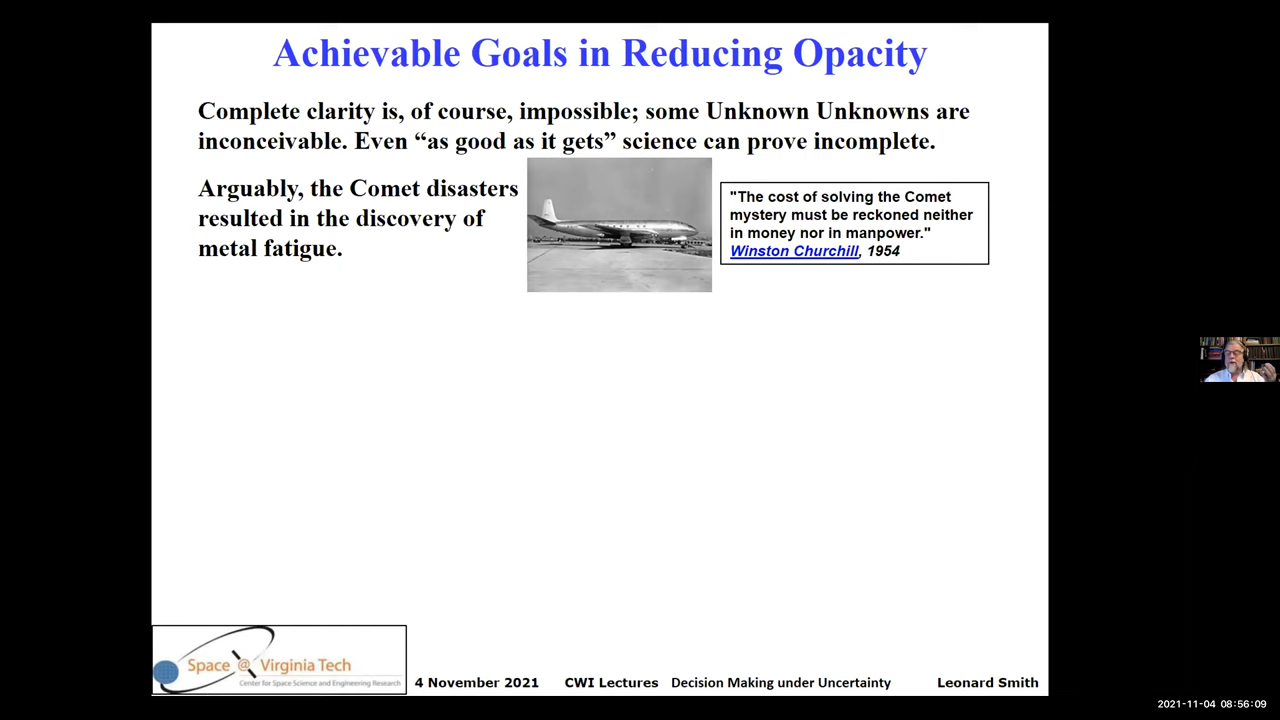 Achievable Goals in Reducing Opacity
Complete clarity is, of course, impossible; some Unknown Unknowns are
inconceivable. Even “as good as it gets” science can prove incomplete.
Arguably, the Comet disasters
resulted in the discovery of
metal fatigue.
"The cost of solving the Comet
mystery must be reckoned neither
in money nor in manpower."
Winston Churchill, 1954
Space @ Virginia Tech
Center for Space Science and Engineering Research
4 November 2021 CWI Lectures Decision Making under Uncertainty Leonard Smith
2021-11-04 08:56:09